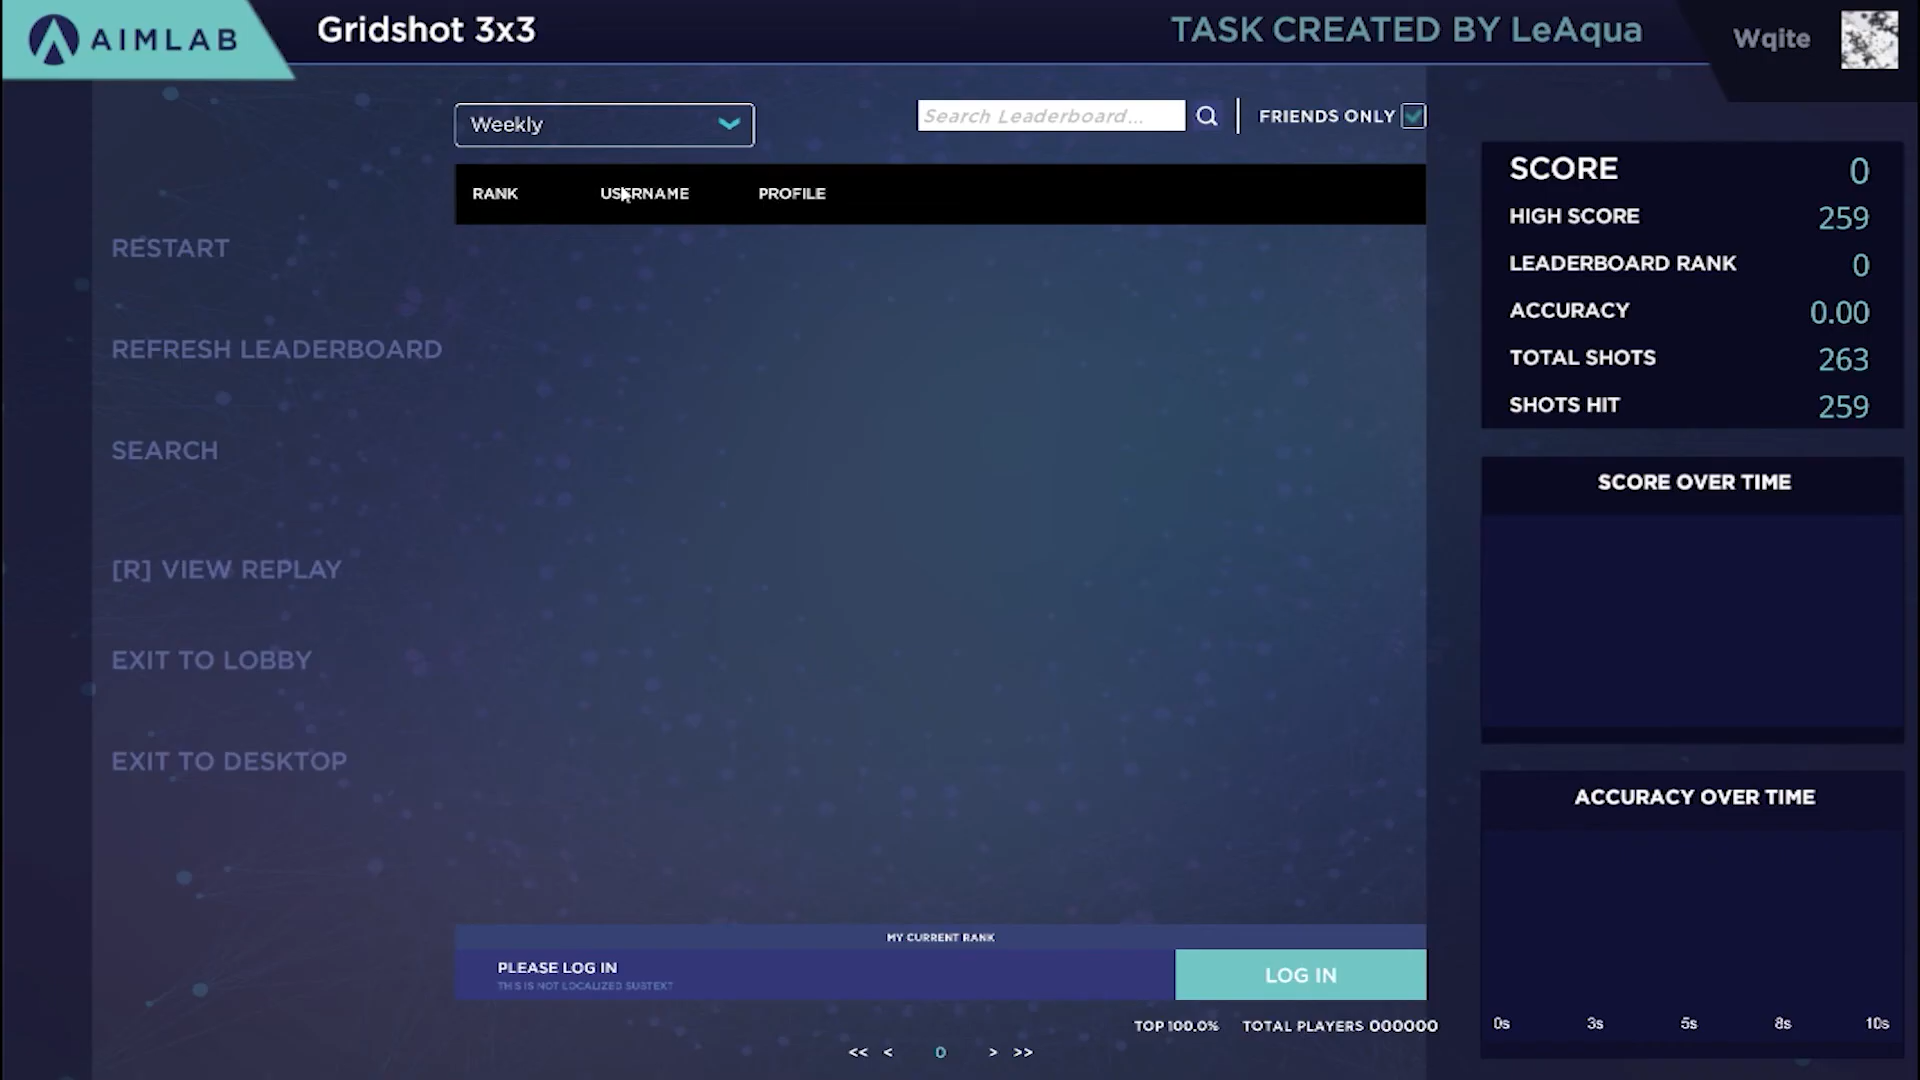 AIMLAB
Gridshot 3x3
TASK CREATED BY LeAqua
Wqite
Weekly
Search Leaderboard...
FRIENDS ONLY
RANK USERNAME PROFILE
RESTART
REFRESH LEADERBOARD
SEARCH
[R] VIEW REPLAY
EXIT TO LOBBY
EXIT TO DESKTOP
SCORE 0
HIGH SCORE 259
LEADERBOARD RANK 0
ACCURACY 0.00
TOTAL SHOTS 263
SHOTS HIT 259
SCORE OVER TIME
ACCURACY OVER TIME
0s 3s 5s 8s 10s
MY CURRENT RANK
PLEASE LOG IN
THIS IS NOT LOCALIZED SUBTEXT
LOG IN
TOP 100.0% TOTAL PLAYERS 000000
<< < 0 > >>